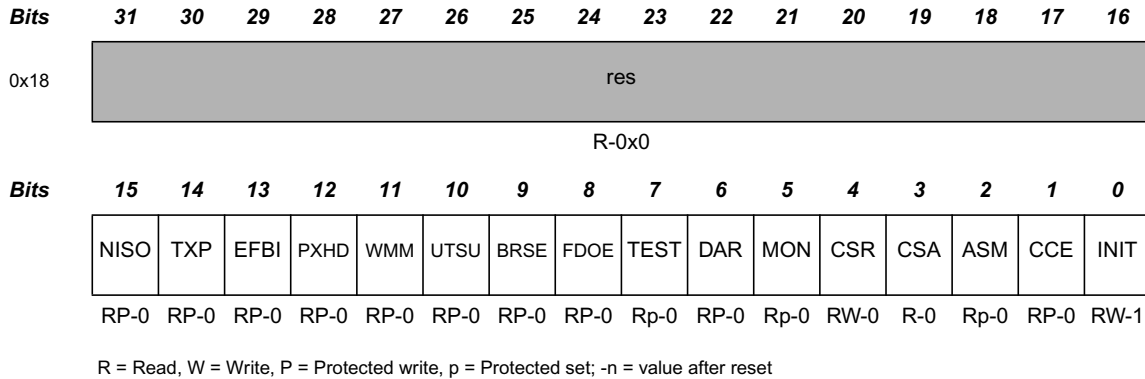 Bits 31 30 29 28 27 26 25 24 23 22 21 20 19 18 17 16
0x18 res
R-0x0
Bits 15 14 13 12 11 10 9 8 7 6 5 4 3 2 1 0
NISO TXP EFBI PXHD WMM UTSU BRSE FDOE TEST DAR MON CSR CSA ASM CCE INIT
RP-0 RP-0 RP-0 RP-0 RP-0 RP-0 RP-0 RP-0 Rp-0 RP-0 Rp-0 RW-0 R-0 Rp-0 RP-0 RW-1
R = Read, W = Write, P = Protected write, p = Protected set; -n = value after reset